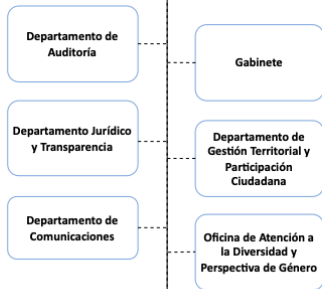 Departamento de
Auditoría
Gabinete
Departamento Jurídico
y Transparencia
Departamento de
Gestión Territorial y
Participación
Ciudadana
Departamento de
Comunicaciones
Oficina de Atención a
la Diversidad y
Perspectiva de Género